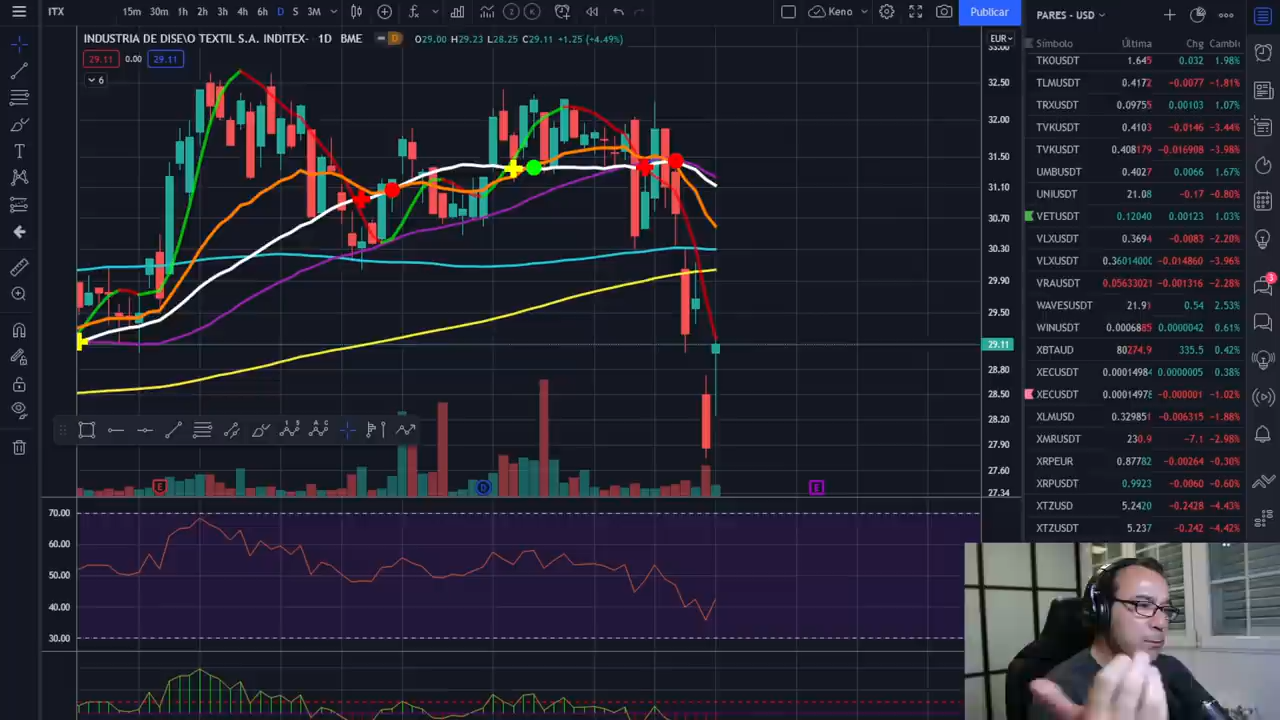 ITX 15m 30m 1h 2h 3h 4h 6h D S 3M Keno Publicar
INDUSTRIA DE DISE\O TEXTIL S.A. INDITEX- 1D BME D O29.00 H29.23 L28.25 C29.11 +1.25 (+4.49%)
29.11 0.00 29.11
6
EUR
33.00
32.50
32.00
31.50
31.10
30.70
30.30
29.90
29.50
29.11
28.80
28.50
28.20
27.90
27.60
27.34
E D E
70.00
60.00
50.00
40.00
30.00
PARES - USD
Símbolo Última Chg Cambio
TKOUSDT 1.645 0.032 1.98%
TLMUSDT 0.4172 -0.0077 -1.81%
TRXUSDT 0.09755 0.00103 1.07%
TVKUSDT 0.4103 -0.0146 -3.44%
TVKUSDT 0.408179 -0.016908 -3.98%
UMBUSDT 0.4027 0.0066 1.67%
UNIUSDT 21.08 -0.17 -0.80%
VETUSDT 0.12040 0.00123 1.03%
VLXUSDT 0.3694 -0.0083 -2.20%
VLXUSDT 0.36014000 -0.014860 -3.96%
VRAUSDT 0.05633021 -0.001316 -2.28%
WAVESUSDT 21.91 0.54 2.53%
WINUSDT 0.0006885 0.0000042 0.61%
XBTAUD 80274.9 335.5 0.42%
XECUSDT 0.00014984 0.0000005 0.38%
XECUSDT 0.00014978 -0.000001 -1.02%
XLMUSD 0.329851 -0.006315 -1.88%
XMRUSDT 230.9 -7.1 -2.98%
XRPEUR 0.87782 -0.00264 -0.30%
XRPUSDT 0.9923 -0.0060 -0.60%
XTZUSD 5.2420 -0.2428 -4.43%
XTZUSDT 5.237 -0.242 -4.42%
3